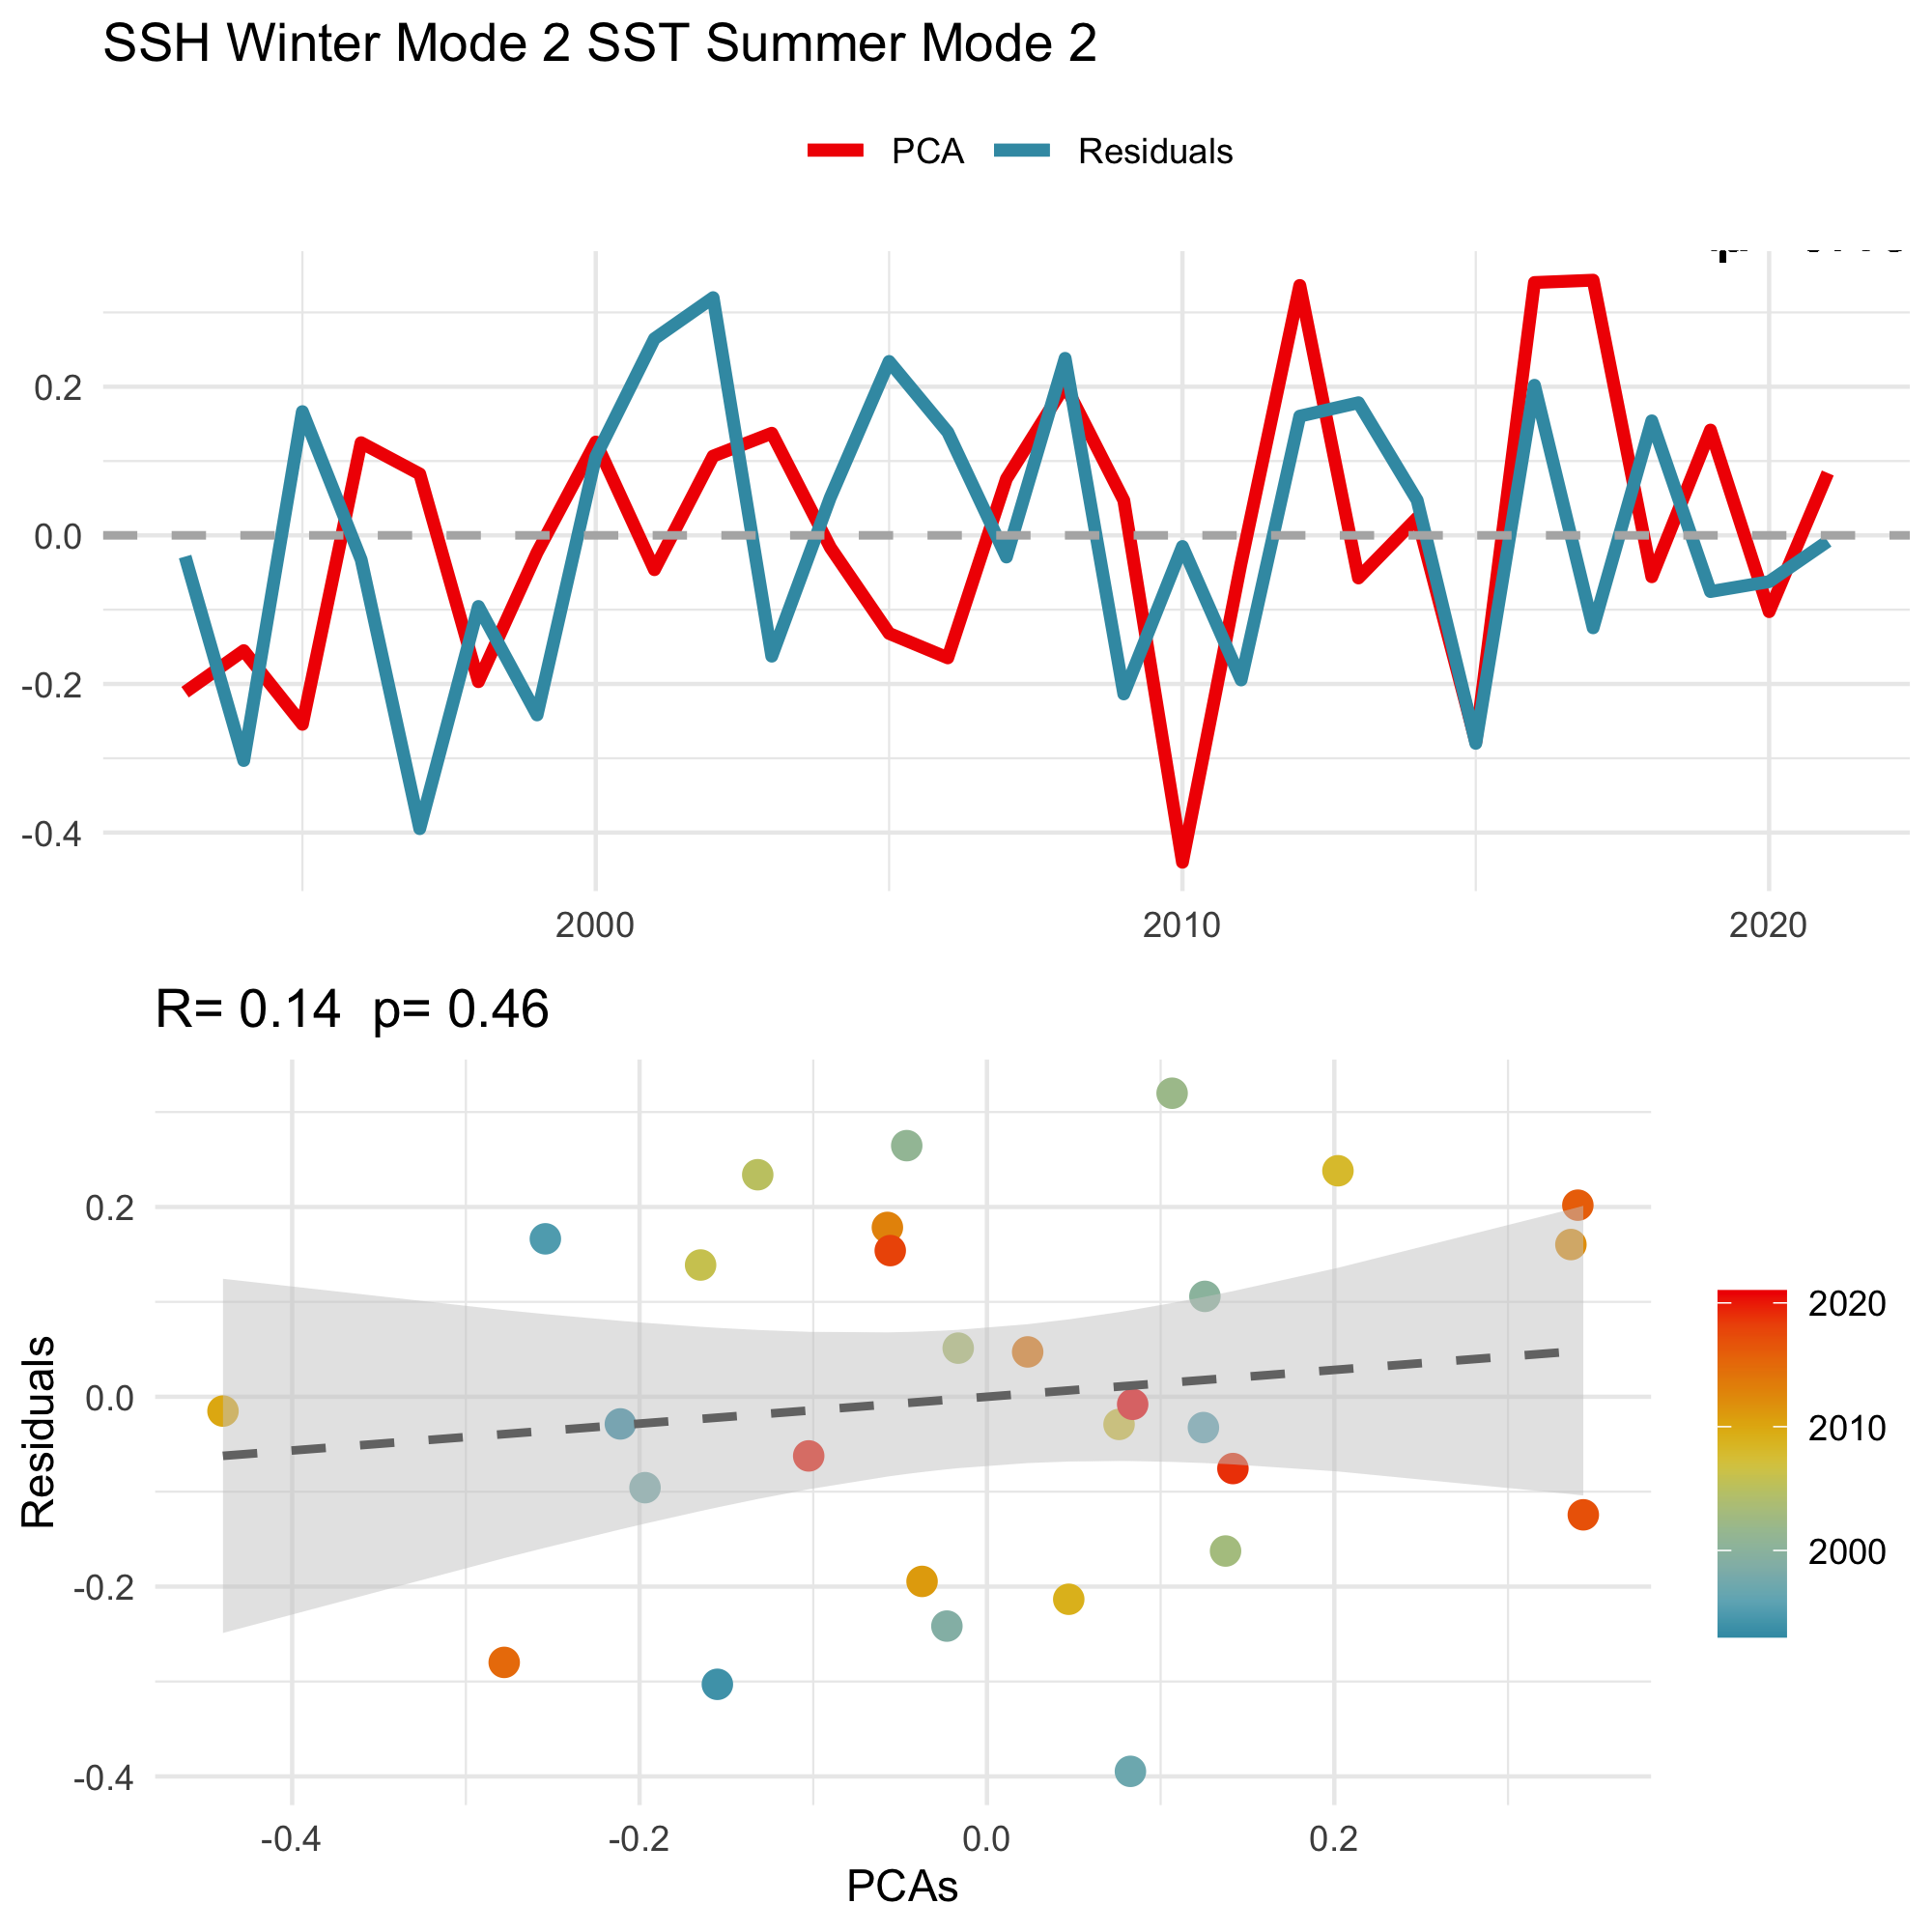 SSH Winter Mode 2 SST Summer Mode 2
PCA Residuals
0.2
0.0
-0.2
-0.4
2000 2010 2020
R= 0.14 p= 0.46
Residuals
0.2
0.0
-0.2
-0.4
-0.4 -0.2 0.0 0.2
PCAs
2020
2010
2000